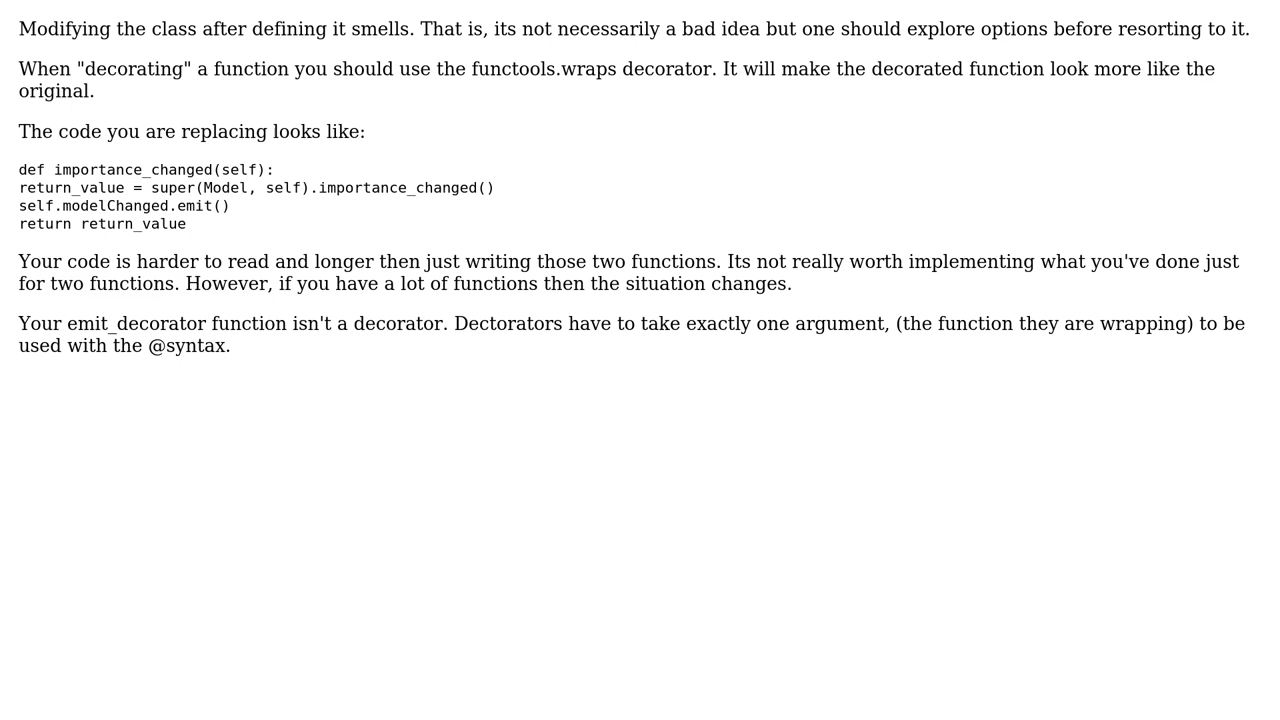 Modifying the class after defining it smells. That is, its not necessarily a bad idea but one should explore options before resorting to it.
When "decorating" a function you should use the functools.wraps decorator. It will make the decorated function look more like the
original.
The code you are replacing looks like:
def importance_changed(self):
return_value = super(Model, self).importance_changed()
self.modelChanged.emit()
return return_value
Your code is harder to read and longer then just writing those two functions. Its not really worth implementing what you've done just
for two functions. However, if you have a lot of functions then the situation changes.
Your emit_decorator function isn't a decorator. Dectorators have to take exactly one argument, (the function they are wrapping) to be
used with the @syntax.